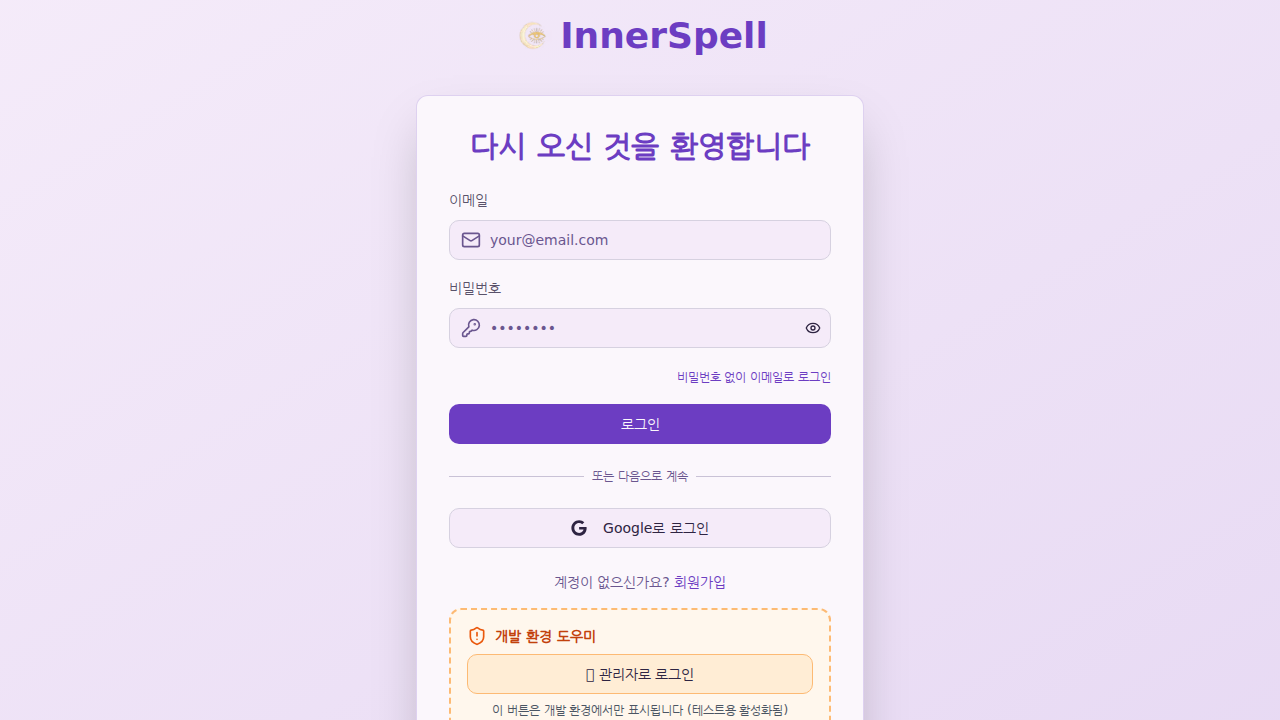 InnerSpell
다시 오신 것을 환영합니다
이메일
your@email.com
비밀번호
••••••••
비밀번호 없이 이메일로 로그인
로그인
또는 다음으로 계속
Google로 로그인
계정이 없으신가요? 회원가입
개발 환경 도우미
관리자로 로그인
이 버튼은 개발 환경에서만 표시됩니다 (테스트용 활성화됨)